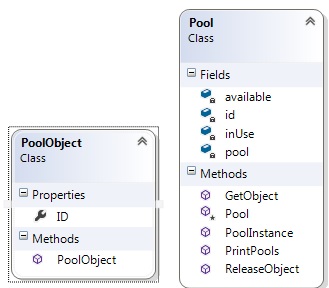 PoolObject
Class
Properties
ID
Methods
PoolObject
Pool
Class
Fields
available
id
inUse
pool
Methods
GetObject
Pool
PoolInstance
PrintPools
ReleaseObject